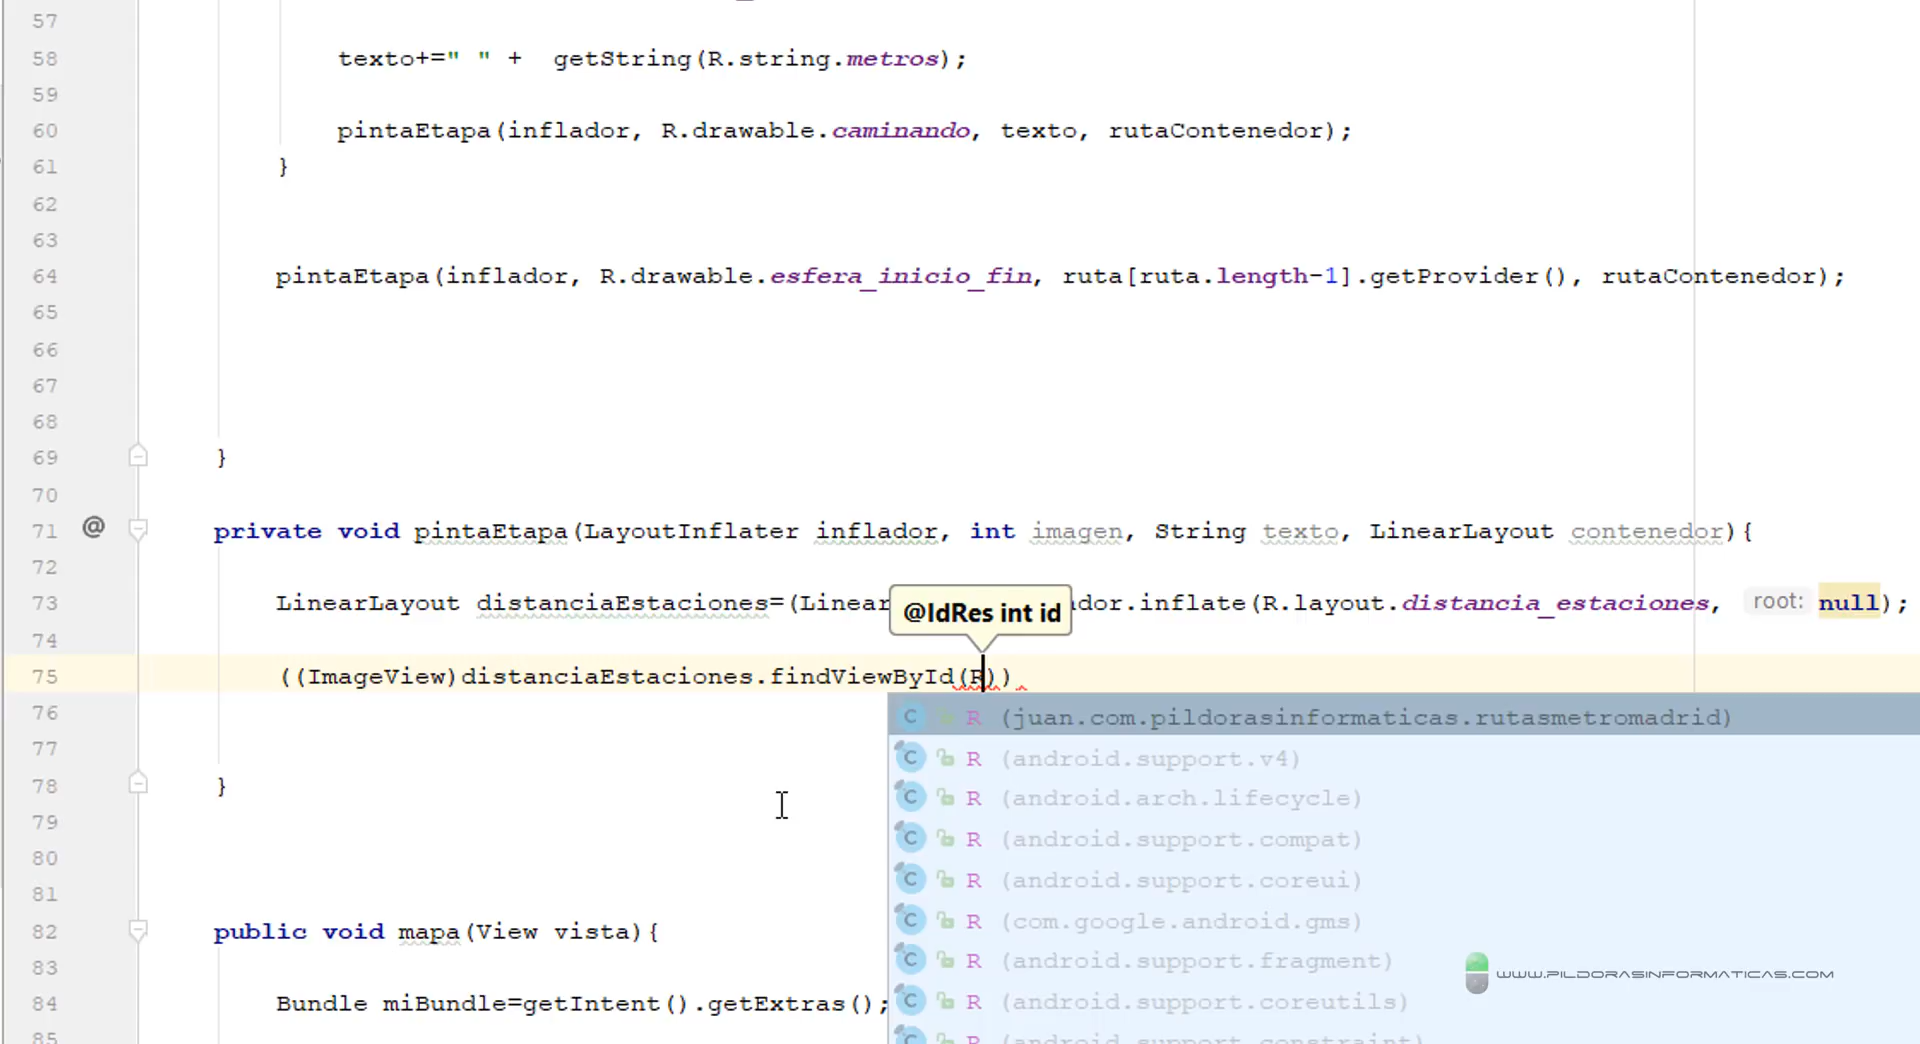 57
58 texto+=" " + getString(R.string.metros);
59
60 pintaEtapa(inflador, R.drawable.caminando, texto, rutaContenedor);
61 }
62
63
64 pintaEtapa(inflador, R.drawable.esfera_inicio_fin, ruta[ruta.length-1].getProvider(), rutaContenedor);
65
66
67
68
69 }
70
71 @ private void pintaEtapa(LayoutInflater inflador, int imagen, String texto, LinearLayout contenedor){
72
@IdRes int id
73 LinearLayout distanciaEstaciones=(Linear dor.inflate(R.layout.distancia_estaciones, root: null);
74
75 ((ImageView)distanciaEstaciones.findViewById(R))
76
C R (juan.com.pildorasinformaticas.rutasmetromadrid)
77
C R (android.support.v4)
78 }
C R (android.arch.lifecycle)
79
C R (android.support.compat)
80
C R (android.support.coreui)
81
C R (com.google.android.gms)
82 public void mapa(View vista){
C R (android.support.fragment)
83
WWW.PILDORASINFORMATICAS.COM
84 Bundle miBundle=getIntent().getExtras();
C R (android.support.coreutils)
85
C R (android.support.constraint)